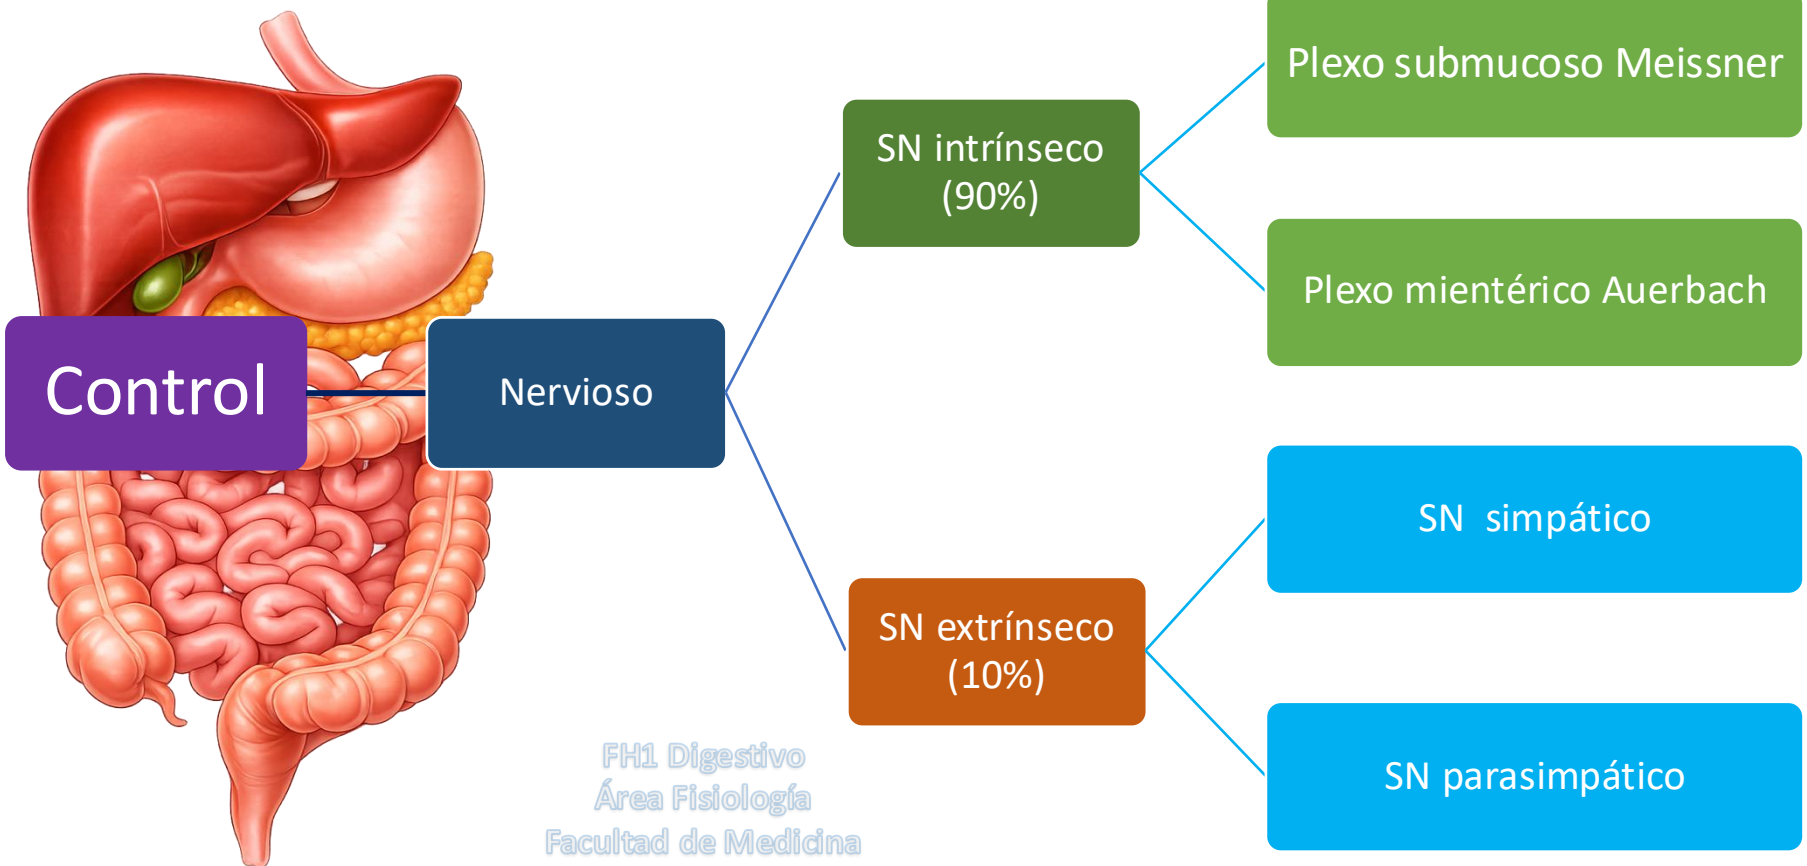 Control
Nervioso
SN intrínseco
(90%)
Plexo submucoso Meissner
Plexo mientérico Auerbach
SN extrínseco
(10%)
SN  simpático
SN parasimpático
FH1 Digestivo
Área Fisiología
Facultad de Medicina